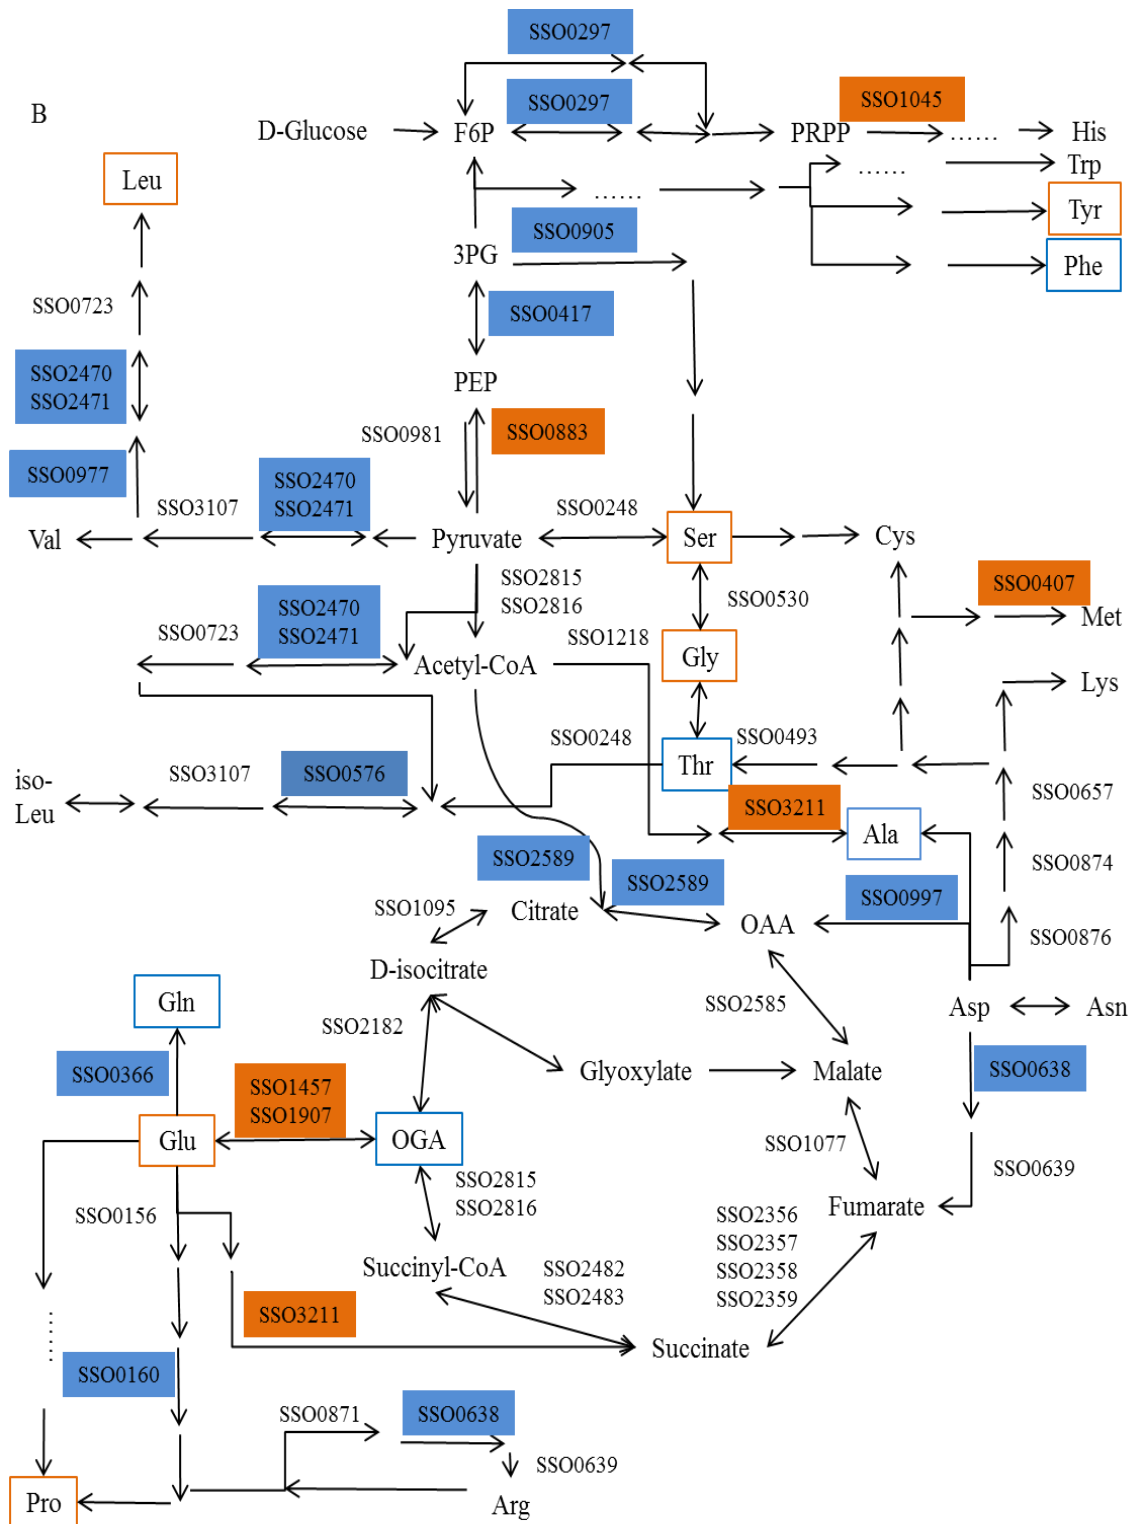 SSO0297
B
D-Glucose
F6P
SSO0297
PRPP
SSO1045
......
His
......
Trp
......
Leu
Tyr
SSO0905
3PG
Phe
SSO0723
SSO0417
SSO2470
SSO2471
PEP
SSO0981
SSO0883
SSO0977
SSO2470
SSO2471
SSO3107
SSO0248
Val
Pyruvate
Ser
Cys
SSO2815
SSO2816
SSO0530
SSO0407
Met
SSO2470
SSO2471
SSO0723
SSO1218
Acetyl-CoA
Gly
Lys
SSO0248
SSO0493
Thr
iso-
Leu
SSO3107
SSO0576
SSO0657
SSO3211
Ala
SSO2589
SSO2589
SSO0874
SSO1095
Citrate
OAA
SSO0997
SSO0876
D-isocitrate
Gln
SSO2182
SSO2585
Asp
Asn
SSO0366
SSO1457
SSO1907
Glyoxylate
Malate
SSO0638
Glu
OGA
SSO1077
SSO0639
SSO2815
SSO2816
SSO0156
Fumarate
SSO2356
SSO2357
SSO2358
SSO2359
Succinyl-CoA
SSO2482
SSO2483
SSO3211
......
Succinate
SSO0160
SSO0871
SSO0638
SSO0639
Pro
Arg